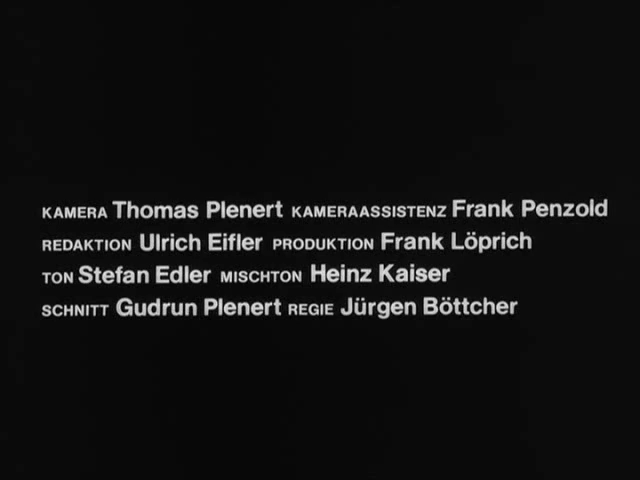 KAMERA Thomas Plenert KAMERAASSISTENZ Frank Penzold
REDAKTION Ulrich Eifler PRODUKTION Frank Löprich
TON Stefan Edler MISCHTON Heinz Kaiser
SCHNITT Gudrun Plenert REGIE Jürgen Böttcher